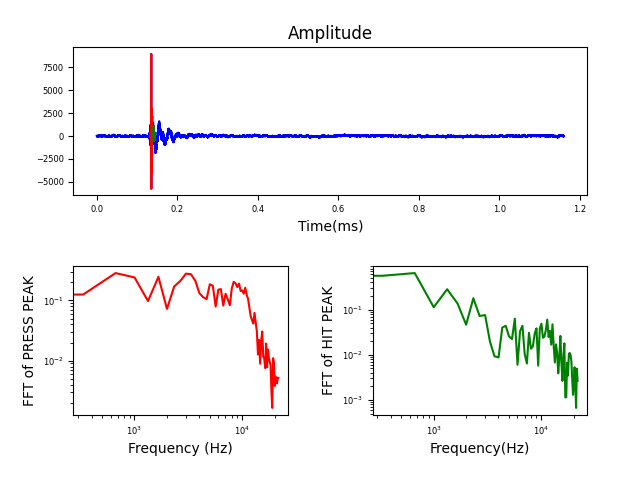 Amplitude
7500
5000
2500
0
−2500
−5000
0.0 0.2 0.4 0.6 0.8 1.0 1.2
Time(ms)
FFT of PRESS PEAK
10⁻¹
10⁻²
10³ 10⁴
Frequency (Hz)
FFT of HIT PEAK
10⁻¹
10⁻²
10⁻³
10³ 10⁴
Frequency(Hz)